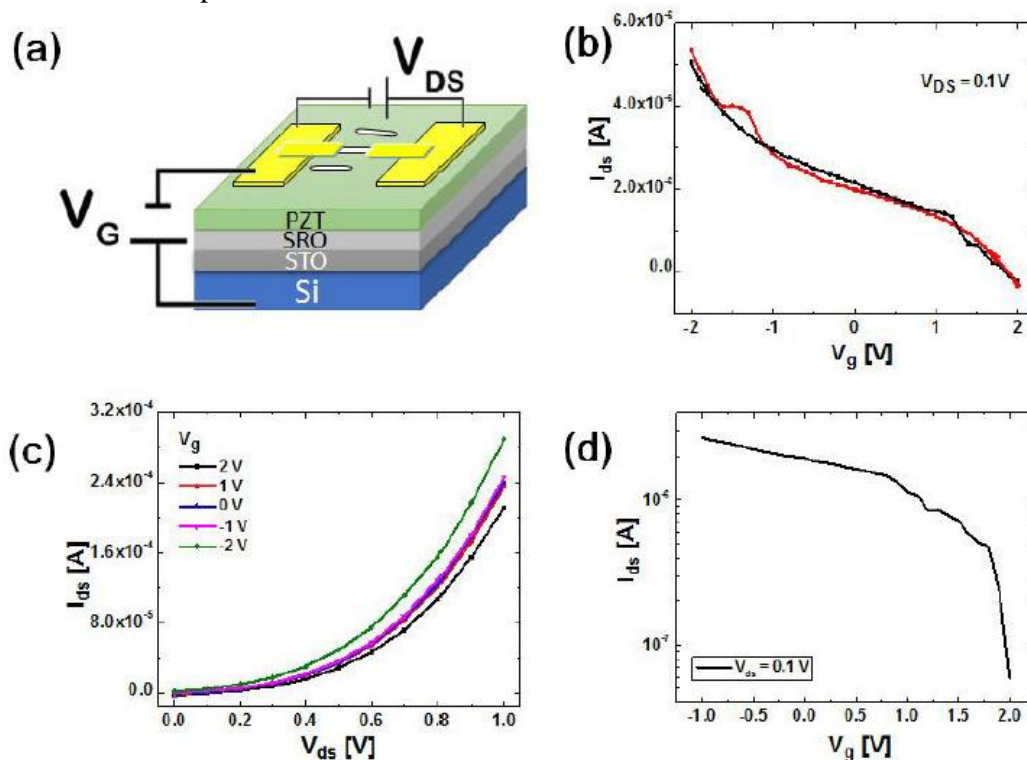 (a)
V DS
V G
PZT
SRO
STO
Si
(b)
6.0x10⁻⁶
4.0x10⁻⁶
2.0x10⁻⁶
0.0
I_ds [A]
V_DS = 0.1V
-2 -1 0 1 2
V_g [V]
(c)
3.2x10⁻⁴
2.4x10⁻⁴
1.6x10⁻⁴
8.0x10⁻⁵
0.0
I_ds [A]
V_g
2 V
1 V
0 V
-1 V
-2 V
0.0 0.2 0.4 0.6 0.8 1.0
V_ds [V]
(d)
10⁻⁶
10⁻⁷
I_ds [A]
V_ds = 0.1 V
-1.0 -0.5 0.0 0.5 1.0 1.5 2.0
V_g [V]